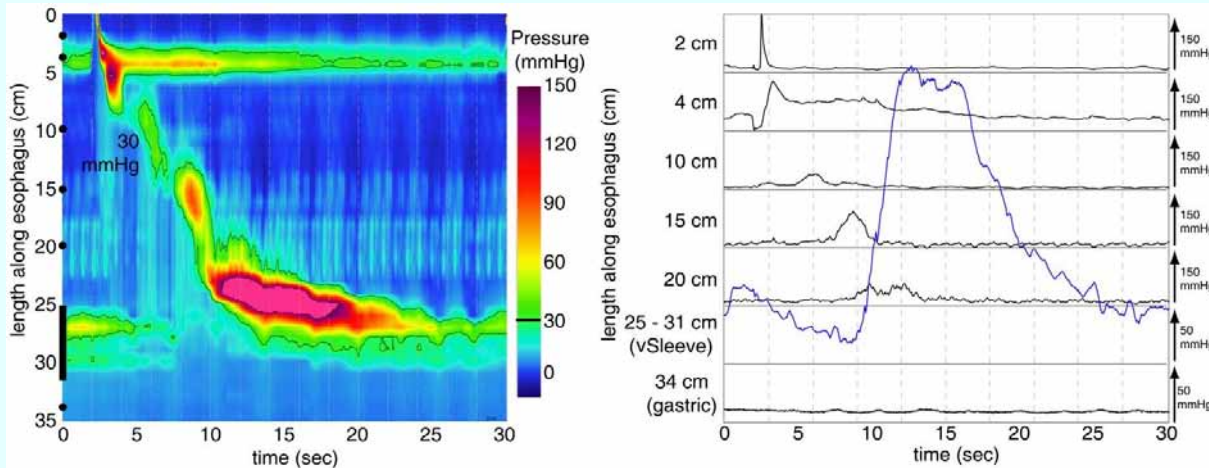 0
5
10
15
20
25
30
35
length along esophagus (cm)
30
mmHg
0 5 10 15 20 25 30
time (sec)
Pressure
(mmHg)
150
120
90
60
30
0
length along esophagus (cm)
2 cm
4 cm
10 cm
15 cm
20 cm
25 - 31 cm
(vSleeve)
34 cm
(gastric)
150
mmHg
150
mmHg
150
mmHg
150
mmHg
150
mmHg
50
mmHg
50
mmHg
0 5 10 15 20 25 30
time (sec)